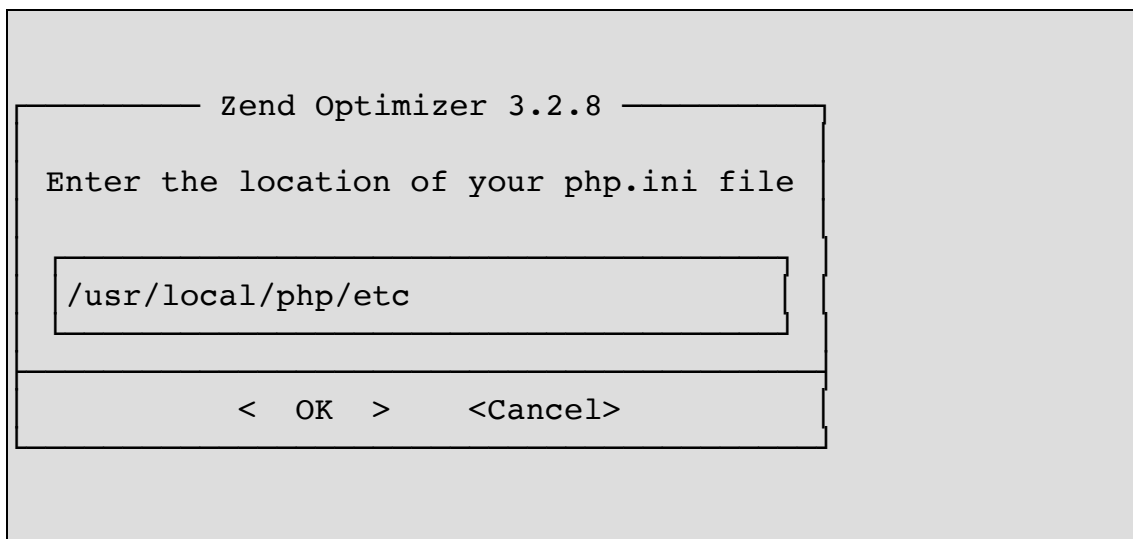 Zend Optimizer 3.2.8
Enter the location of your php.ini file
/usr/local/php/etc
<  OK  >    <Cancel>